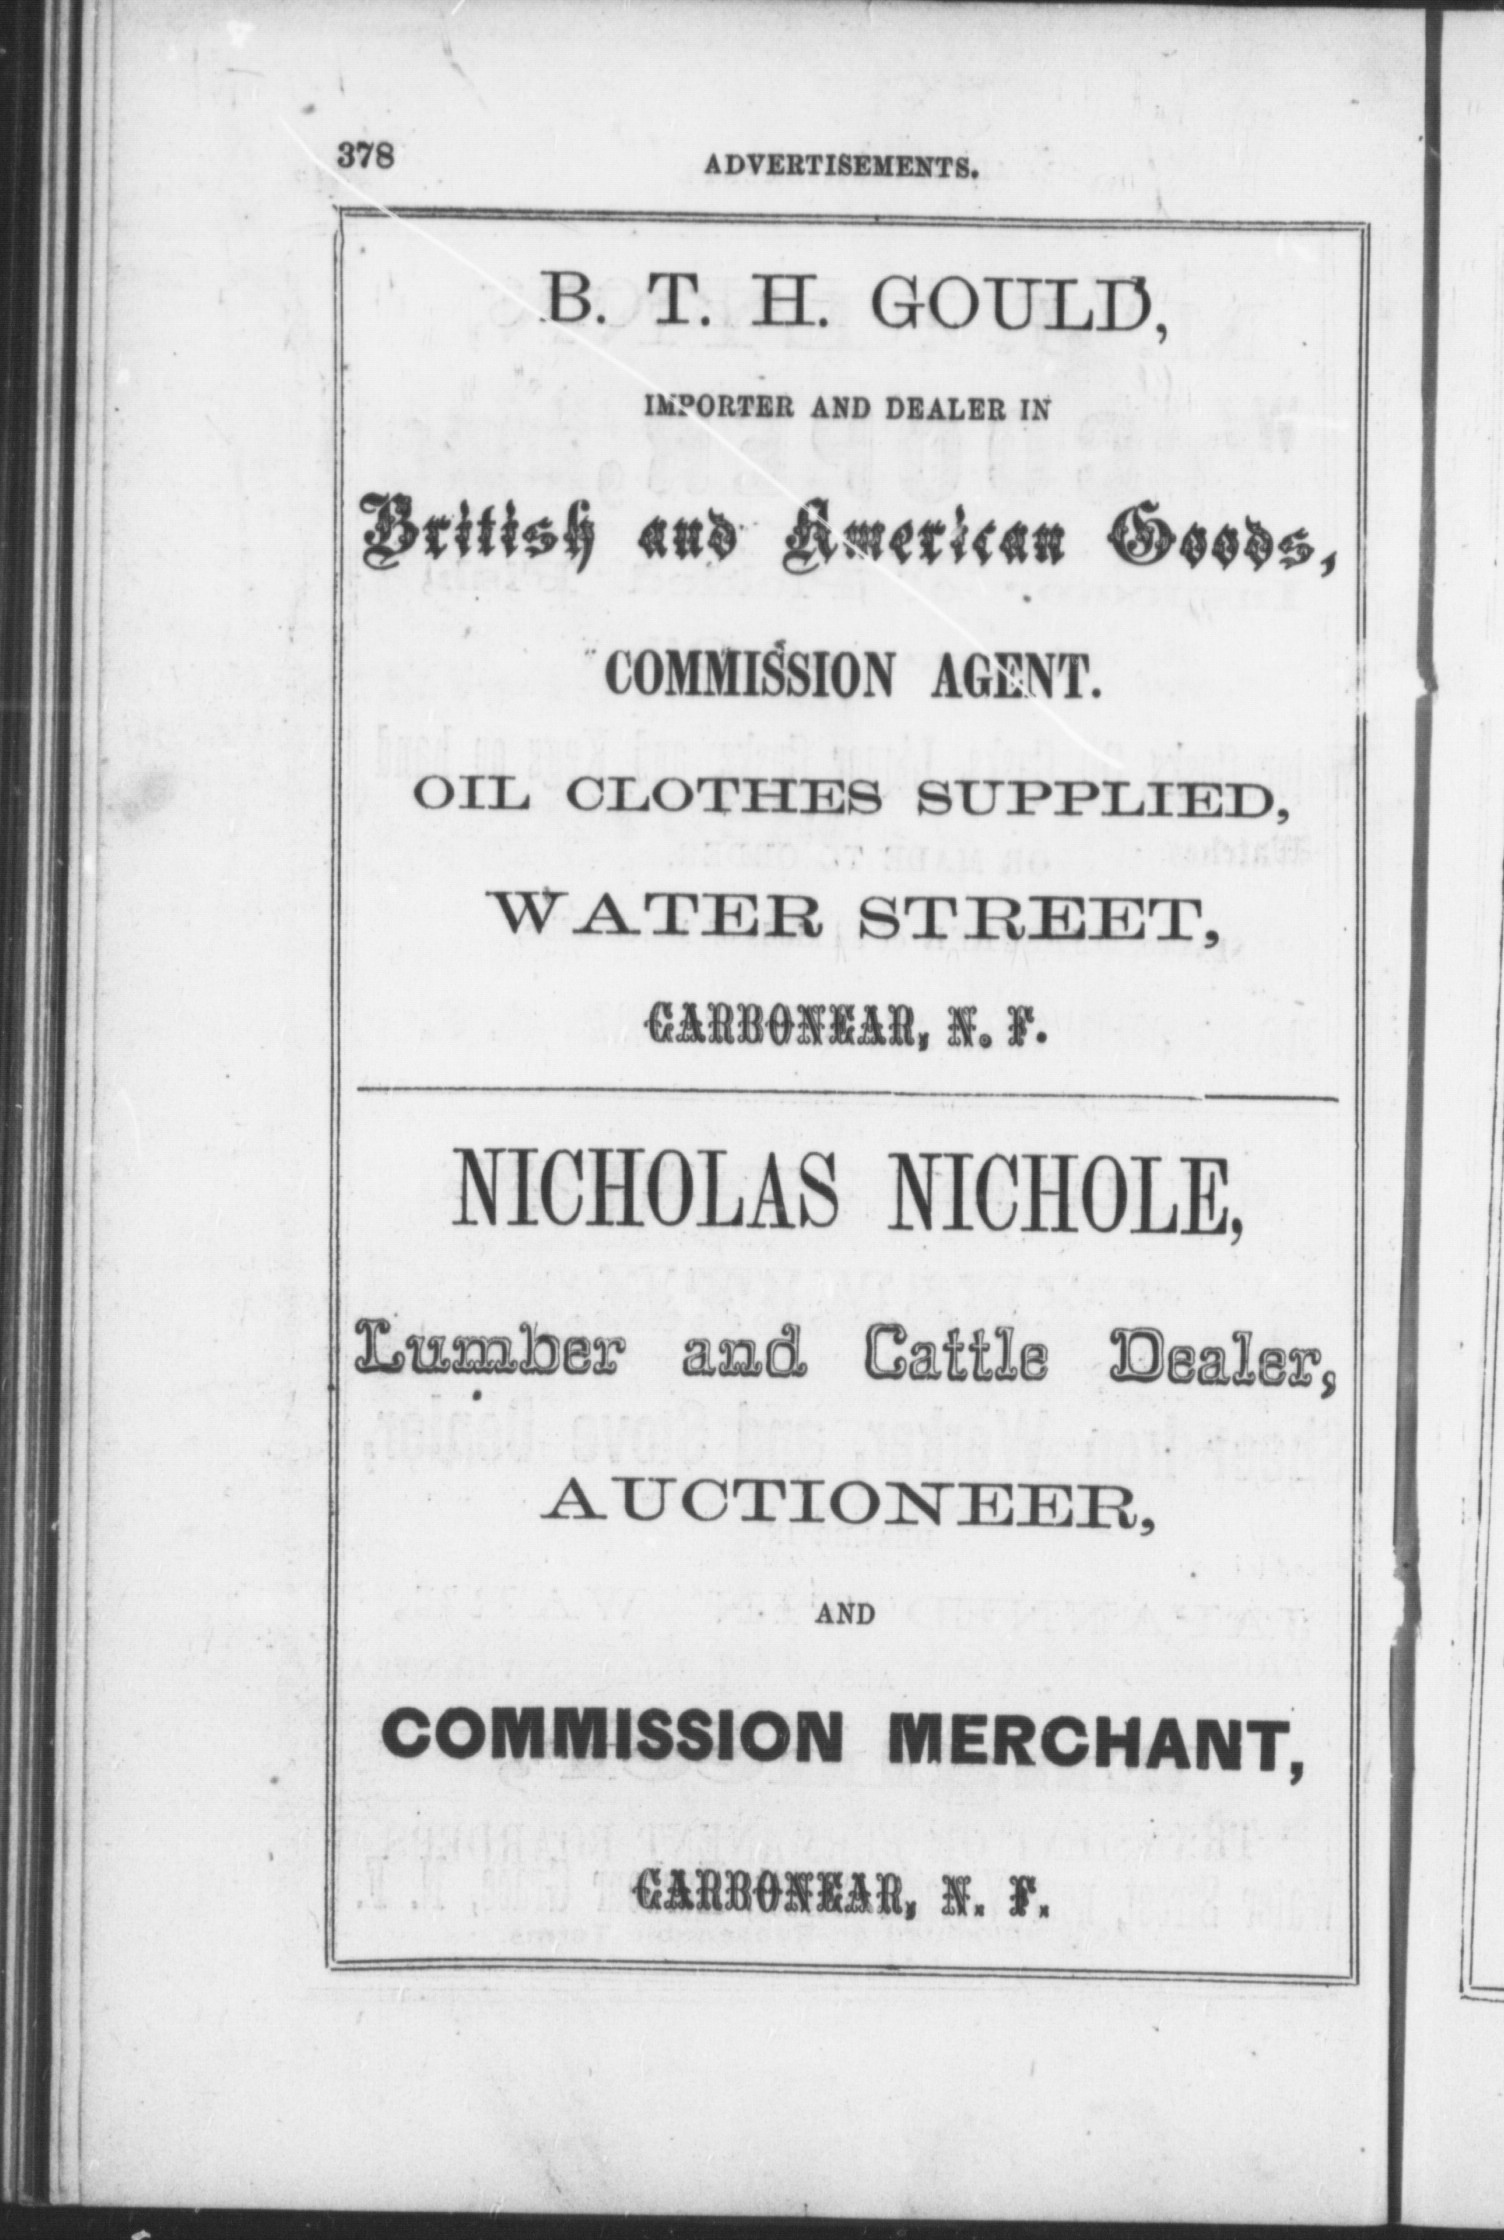 378 ADVERTISEMENTS.
B. T. H. GOULD,
IMPORTER AND DEALER IN
British and American Goods,
COMMISSION AGENT.
OIL CLOTHES SUPPLIED,
WATER STREET,
CARBONEAR, N. F.
NICHOLAS NICHOLE,
Lumber and Cattle Dealer,
AUCTIONEER,
AND
COMMISSION MERCHANT,
CARBONEAR, N. F.